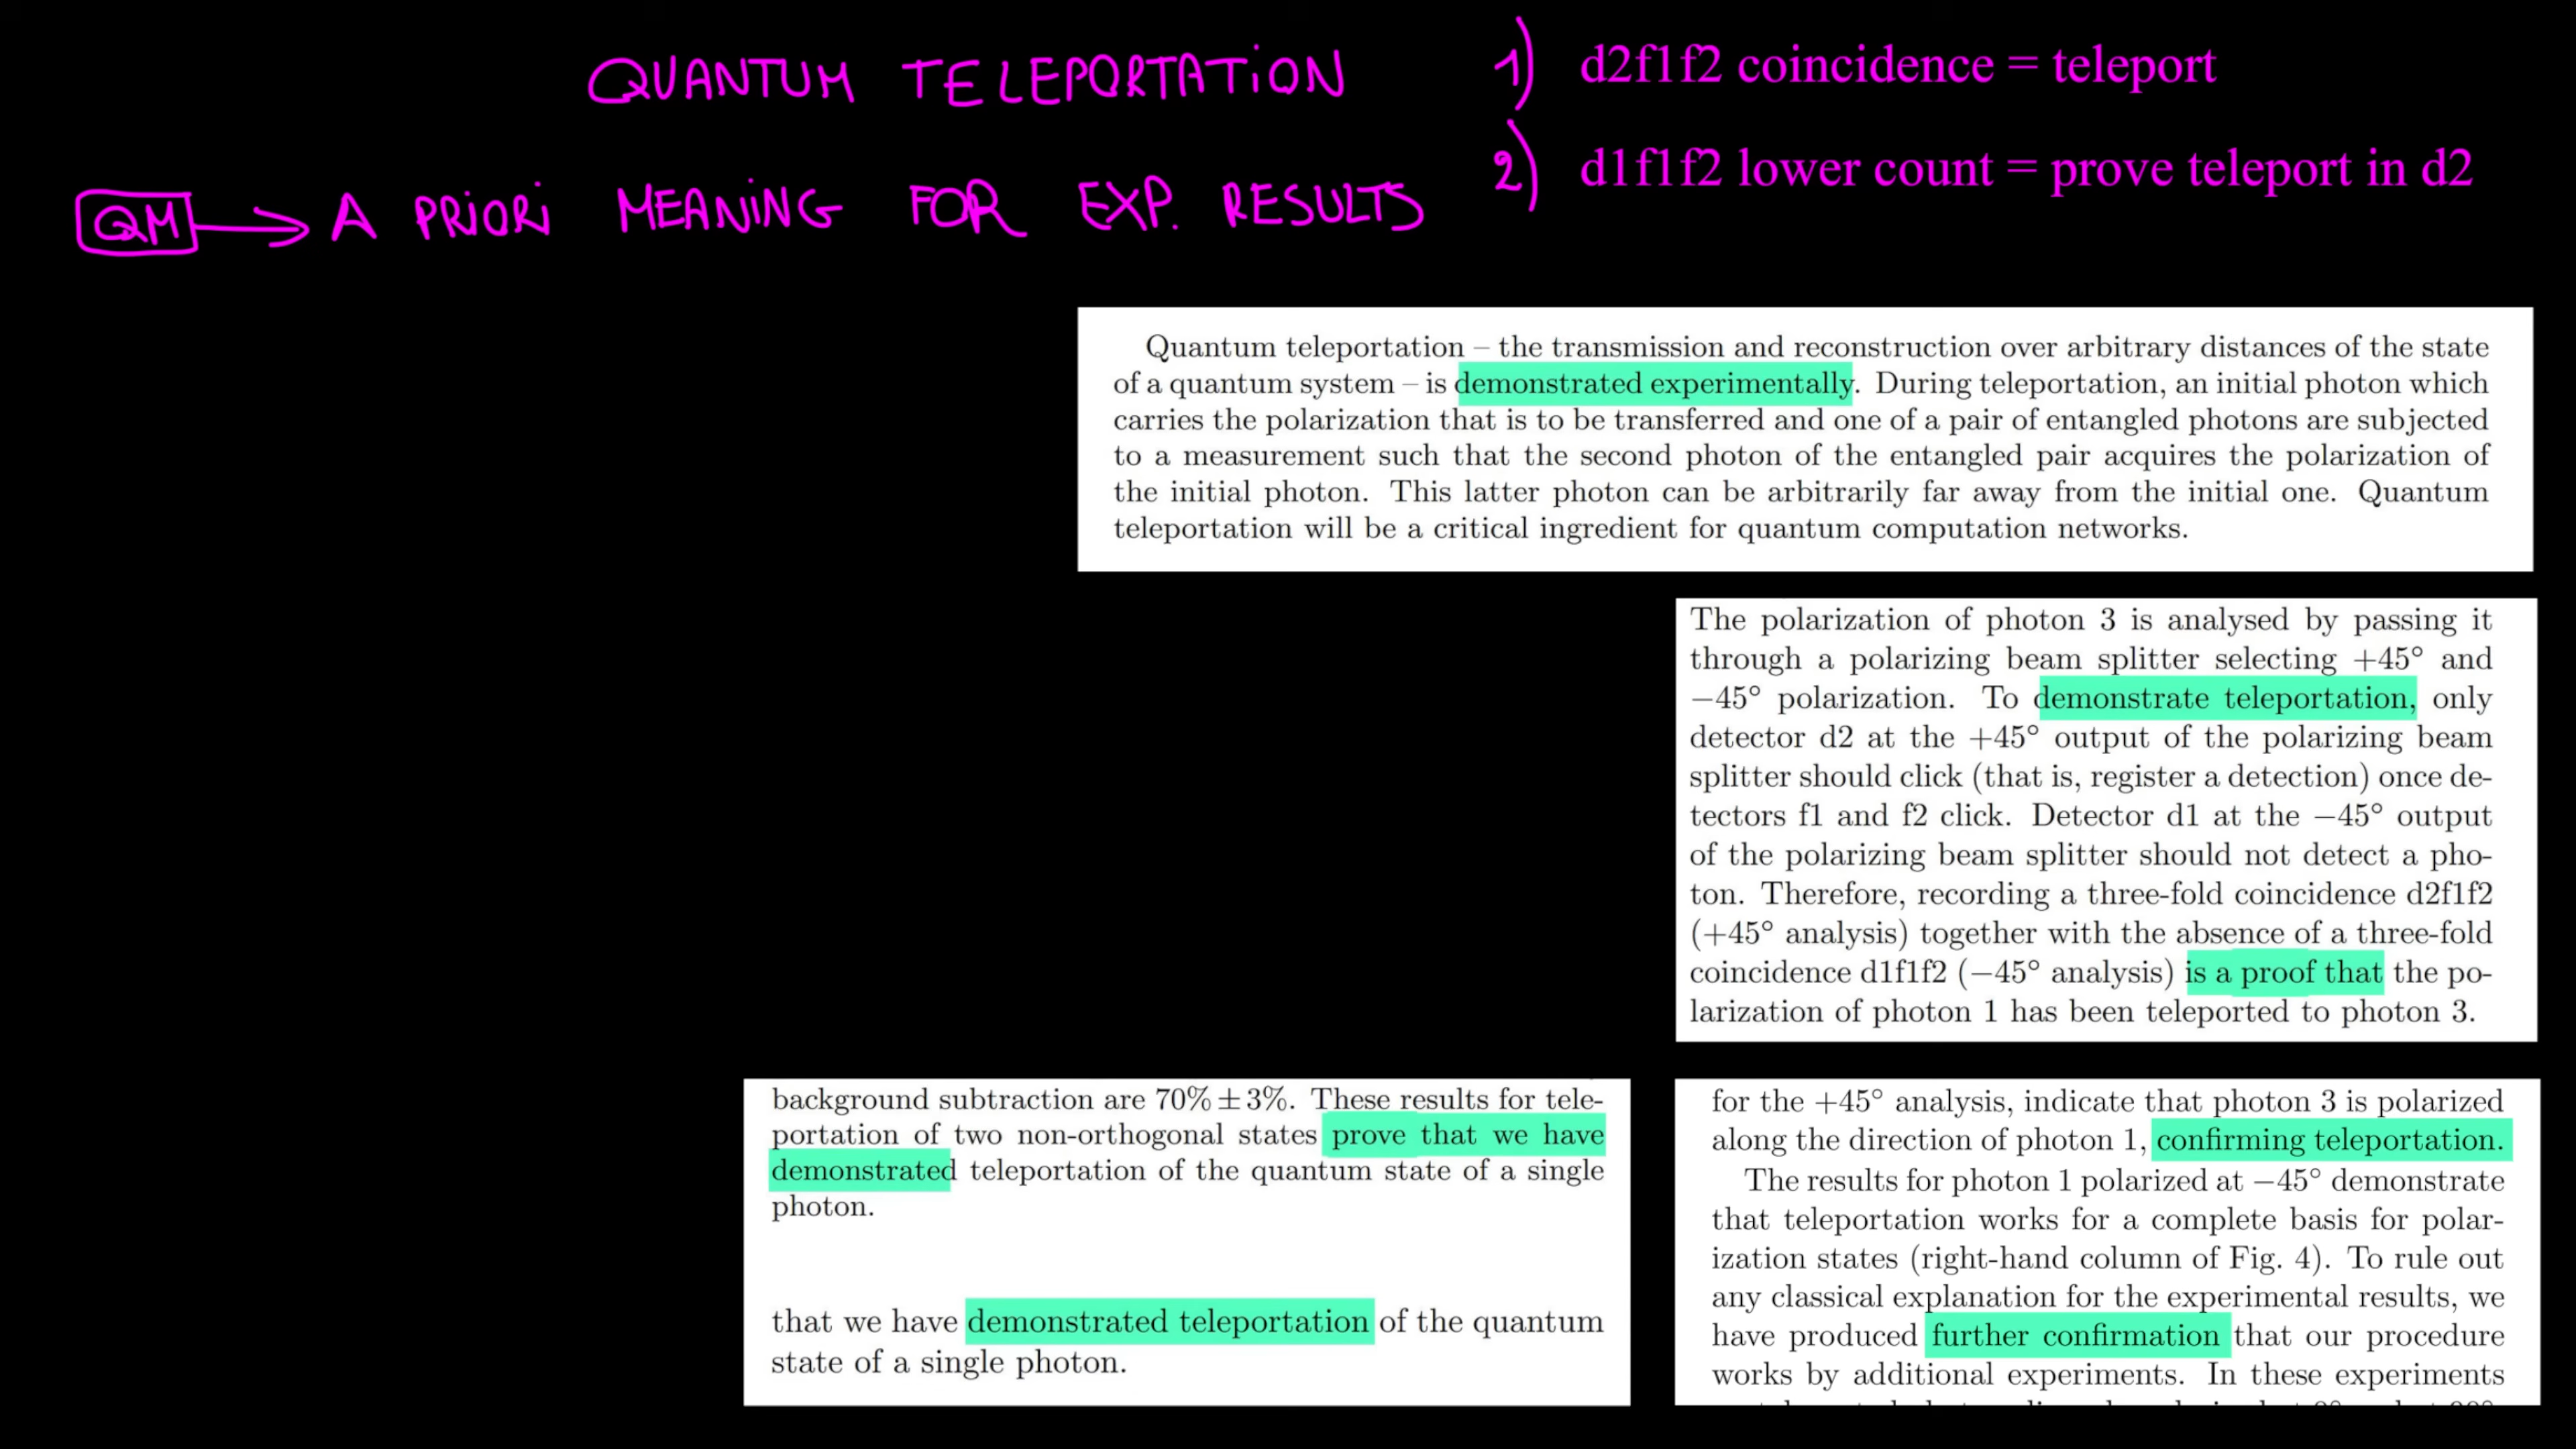 QUANTUM TELEPORTATION
QM → A PRIORI MEANING FOR EXP. RESULTS
1) d2f1f2 coincidence = teleport
2) d1f1f2 lower count = prove teleport in d2
Quantum teleportation – the transmission and reconstruction over arbitrary distances of the state
of a quantum system – is demonstrated experimentally. During teleportation, an initial photon which
carries the polarization that is to be transferred and one of a pair of entangled photons are subjected
to a measurement such that the second photon of the entangled pair acquires the polarization of
the initial photon. This latter photon can be arbitrarily far away from the initial one. Quantum
teleportation will be a critical ingredient for quantum computation networks.
The polarization of photon 3 is analysed by passing it
through a polarizing beam splitter selecting +45° and
−45° polarization. To demonstrate teleportation, only
detector d2 at the +45° output of the polarizing beam
splitter should click (that is, register a detection) once de-
tectors f1 and f2 click. Detector d1 at the −45° output
of the polarizing beam splitter should not detect a pho-
ton. Therefore, recording a three-fold coincidence d2f1f2
(+45° analysis) together with the absence of a three-fold
coincidence d1f1f2 (−45° analysis) is a proof that the po-
larization of photon 1 has been teleported to photon 3.
background subtraction are 70% ± 3%. These results for tele-
portation of two non-orthogonal states prove that we have
demonstrated teleportation of the quantum state of a single
photon.
that we have demonstrated teleportation of the quantum
state of a single photon.
for the +45° analysis, indicate that photon 3 is polarized
along the direction of photon 1, confirming teleportation.
The results for photon 1 polarized at −45° demonstrate
that teleportation works for a complete basis for polar-
ization states (right-hand column of Fig. 4). To rule out
any classical explanation for the experimental results, we
have produced further confirmation that our procedure
works by additional experiments. In these experiments